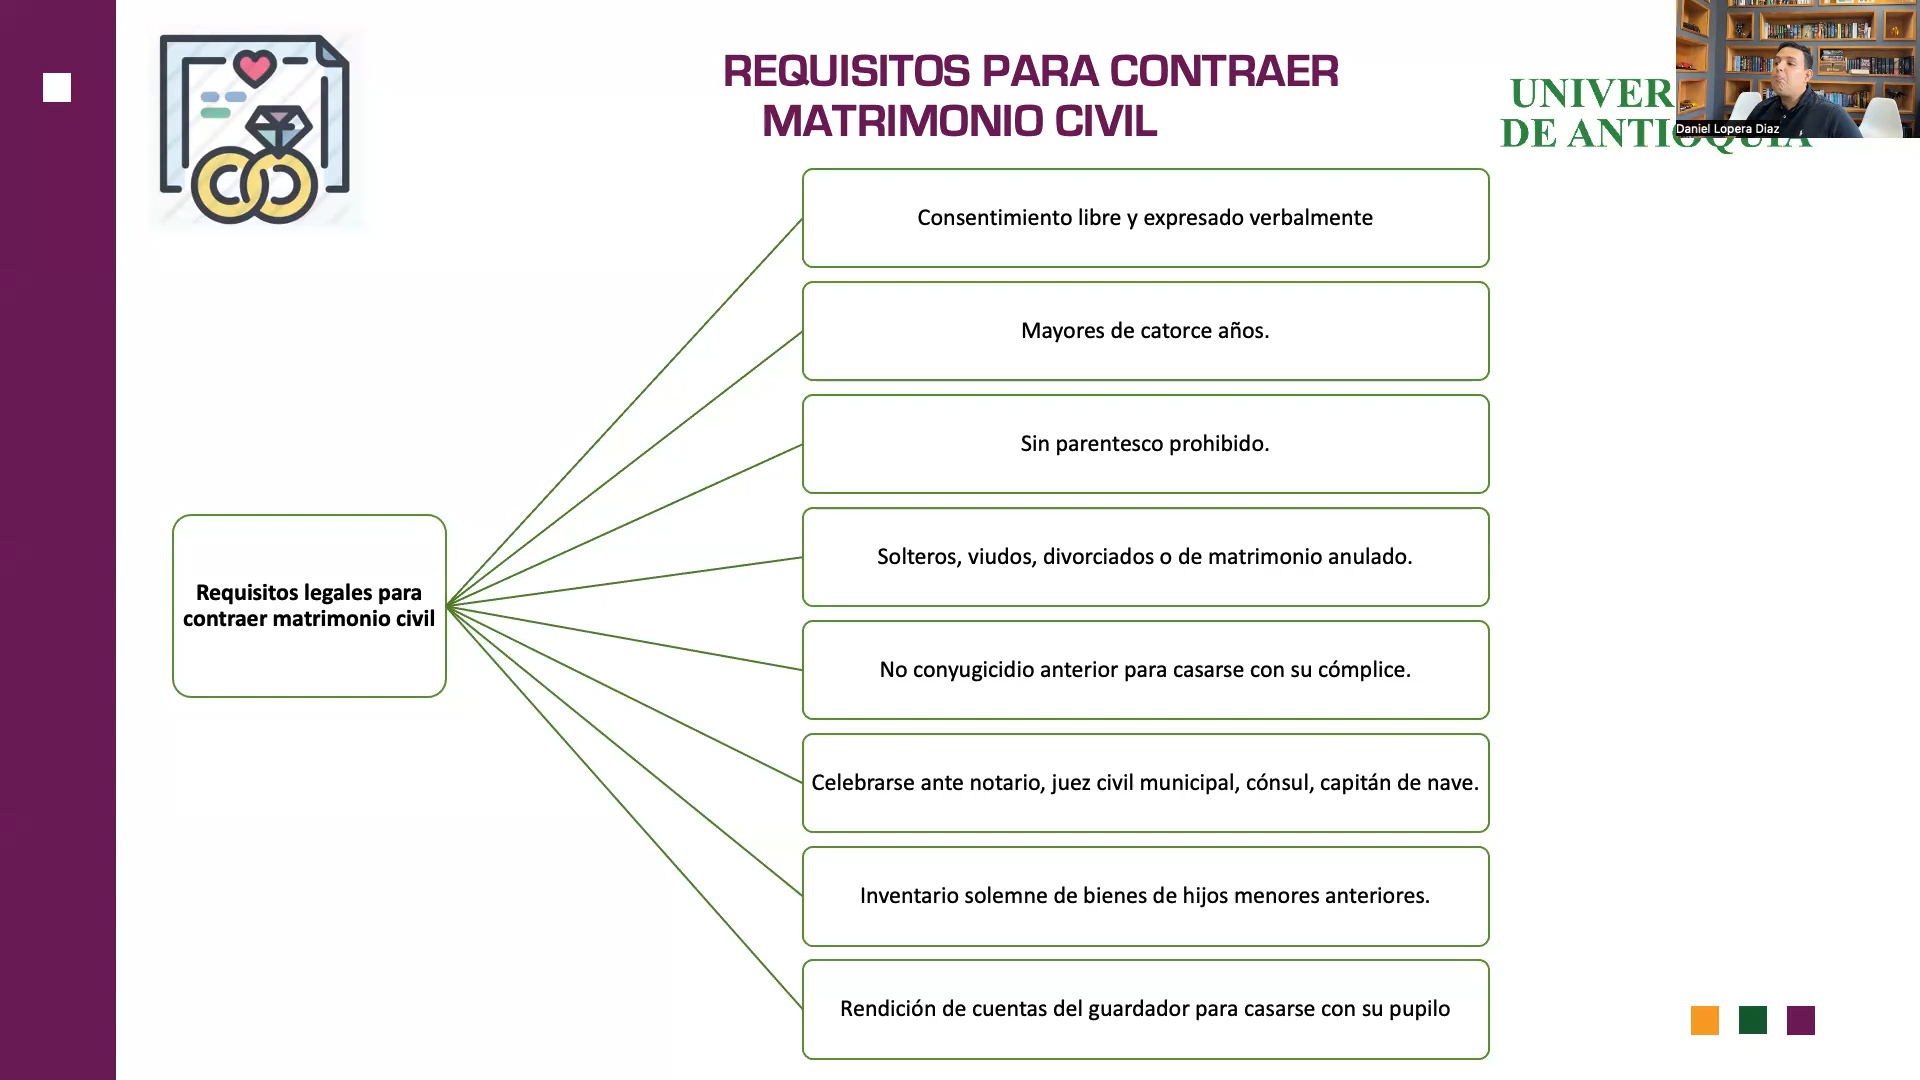 REQUISITOS PARA CONTRAER
MATRIMONIO CIVIL
UNIVER
DE ANTIOQUIA
Daniel Lopera Diaz
Consentimiento libre y expresado verbalmente
Mayores de catorce años.
Sin parentesco prohibido.
Solteros, viudos, divorciados o de matrimonio anulado.
Requisitos legales para
contraer matrimonio civil
No conyugicidio anterior para casarse con su cómplice.
Celebrarse ante notario, juez civil municipal, cónsul, capitán de nave.
Inventario solemne de bienes de hijos menores anteriores.
Rendición de cuentas del guardador para casarse con su pupilo